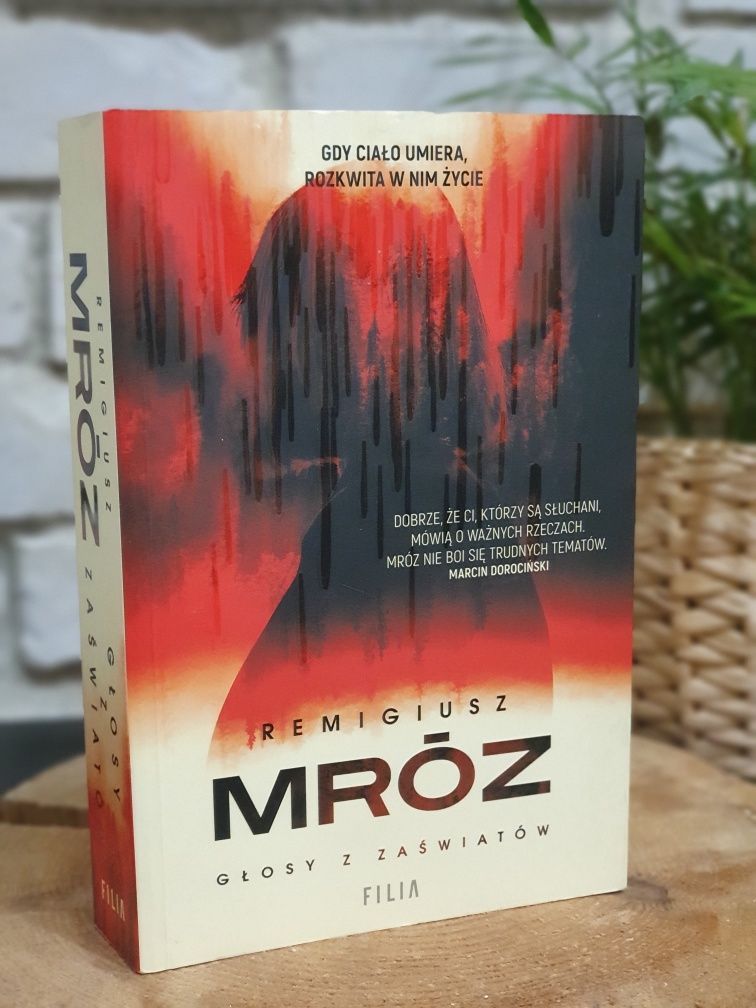 GDY CIAŁO UMIERA,
ROZKWITA W NIM ŻYCIE
DOBRZE, ŻE CI, KTÓRZY SĄ SŁUCHANI,
MÓWIĄ O WAŻNYCH RZECZACH.
MRÓZ NIE BOI SIĘ TRUDNYCH TEMATÓW.
MARCIN DOROCIŃSKI
REMIGIUSZ
MRÓZ
GŁOSY Z ZAŚWIATÓW
FILIA
REMIGIUSZ
MRÓZ
GŁOSY Z
ZAŚWIATÓW
FILIA